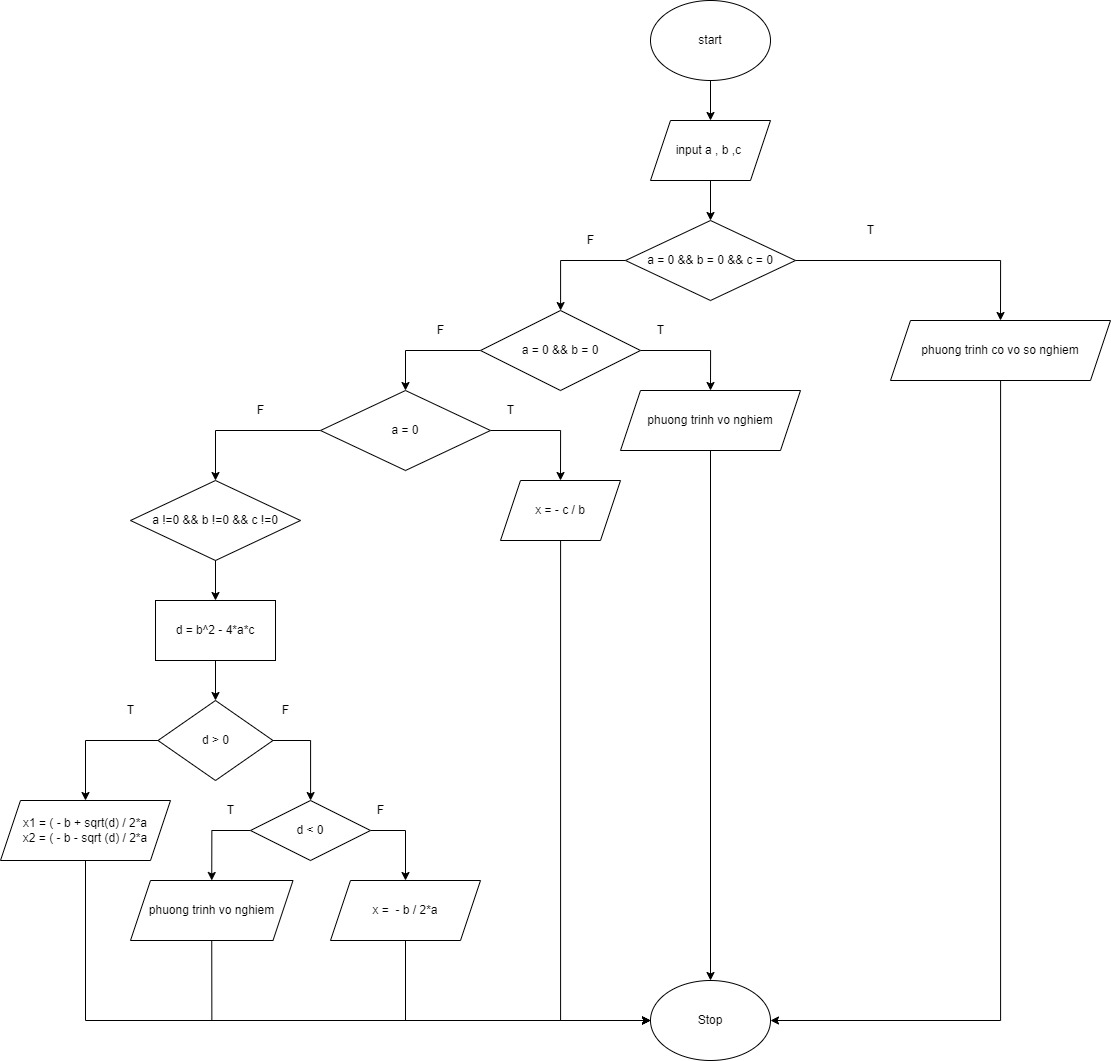 start
input a , b ,c
F
T
a = 0 && b = 0 && c = 0
F
T
a = 0 && b = 0
phuong trinh co vo so nghiem
F
T
a = 0
phuong trinh vo nghiem
x = - c / b
a !=0 && b !=0 && c !=0
d = b^2 - 4*a*c
T
F
d > 0
x1 = ( - b + sqrt(d) / 2*a
x2 = ( - b - sqrt (d) / 2*a
T
F
d < 0
phuong trinh vo nghiem
x = - b / 2*a
Stop